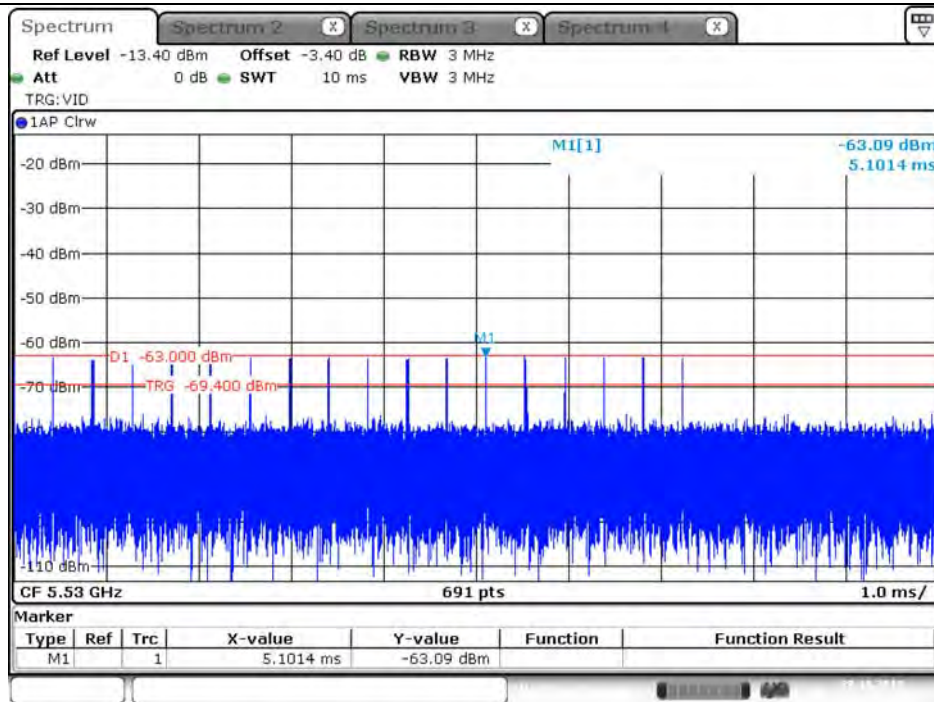 Spectrum Spectrum 2 X Spectrum 3 X Spectrum 4 X
Ref Level -13.40 dBm Offset -3.40 dB RBW 3 MHz
Att 0 dB SWT 10 ms VBW 3 MHz
TRG:VID
1AP Clrw
M1[1] -63.09 dBm
5.1014 ms
-20 dBm
-30 dBm
-40 dBm
-50 dBm
-60 dBm
M1
D1 -63.000 dBm
-70 dBm
TRG -69.400 dBm
-110 dBm
CF 5.53 GHz 691 pts 1.0 ms/
Marker
Type Ref Trc X-value Y-value Function Function Result
M1 1 5.1014 ms -63.09 dBm